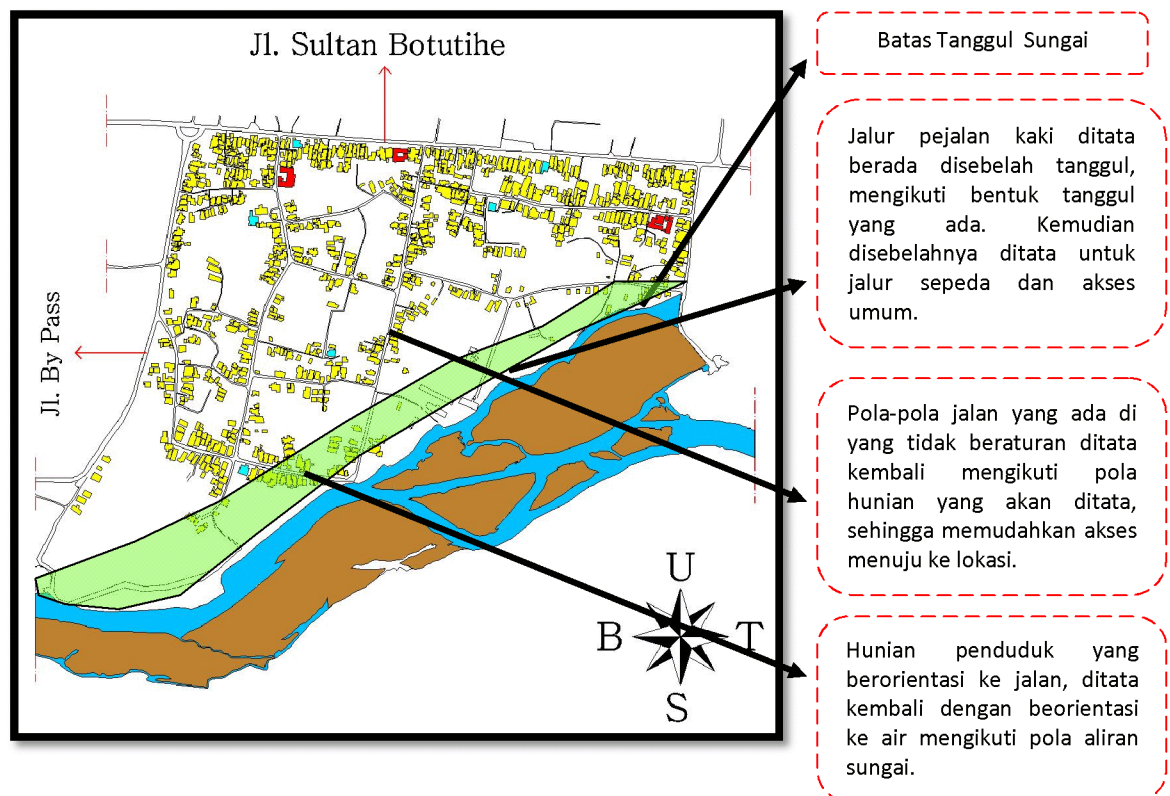 Jl. Sultan Botutihe
Jl. By Pass
U
B
T
S
Batas Tanggul Sungai
Jalur pejalan kaki ditata
berada disebelah tanggul,
mengikuti bentuk tanggul
yang ada. Kemudian
disebelahnya ditata untuk
jalur sepeda dan akses
umum.
Pola-pola jalan yang ada di
yang tidak beraturan ditata
kembali mengikuti pola
hunian yang akan ditata,
sehingga memudahkan akses
menuju ke lokasi.
Hunian penduduk yang
berorientasi ke jalan, ditata
kembali dengan beorientasi
ke air mengikuti pola aliran
sungai.